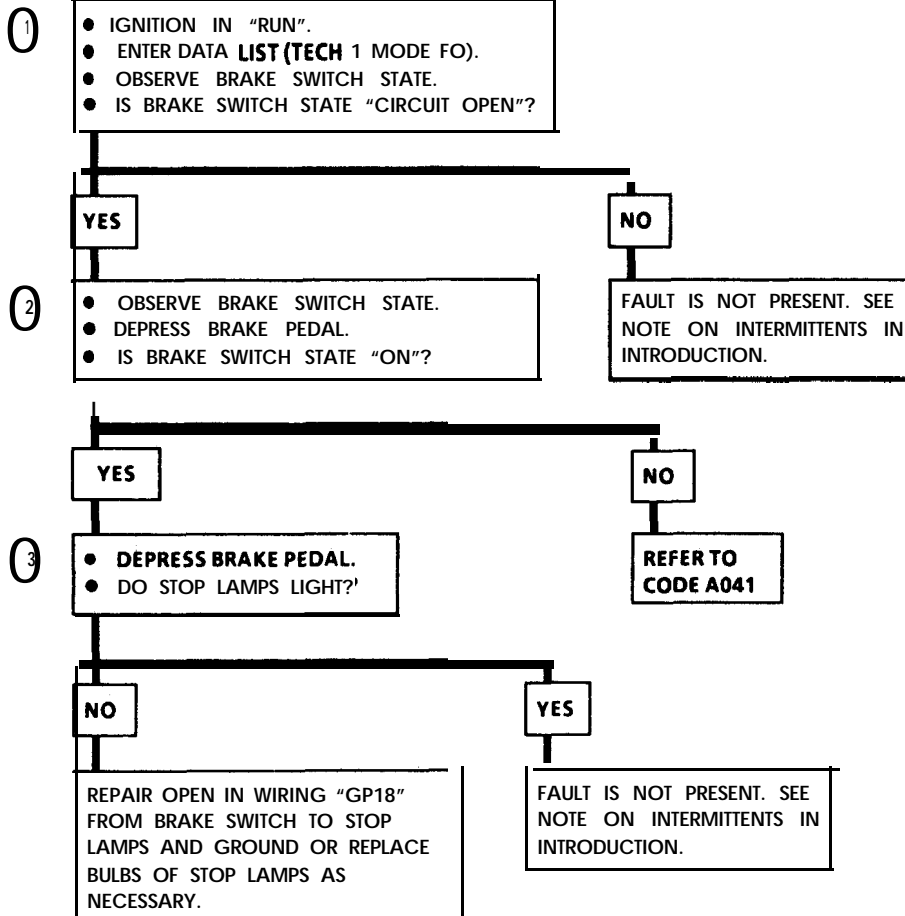 1
● IGNITION IN “RUN”.
● ENTER DATA LIST (TECH 1 MODE FO).
● OBSERVE BRAKE SWITCH STATE.
● IS BRAKE SWITCH STATE “CIRCUIT OPEN”?
YES
NO
2
● OBSERVE BRAKE SWITCH STATE.
● DEPRESS BRAKE PEDAL.
● IS BRAKE SWITCH STATE “ON”?
FAULT IS NOT PRESENT. SEE
NOTE ON INTERMITTENTS IN
INTRODUCTION.
YES
NO
3
● DEPRESS BRAKE PEDAL.
● DO STOP LAMPS LIGHT?'
REFER TO
CODE A041
NO
YES
REPAIR OPEN IN WIRING “GP18”
FROM BRAKE SWITCH TO STOP
LAMPS AND GROUND OR REPLACE
BULBS OF STOP LAMPS AS
NECESSARY.
FAULT IS NOT PRESENT. SEE
NOTE ON INTERMITTENTS IN
INTRODUCTION.